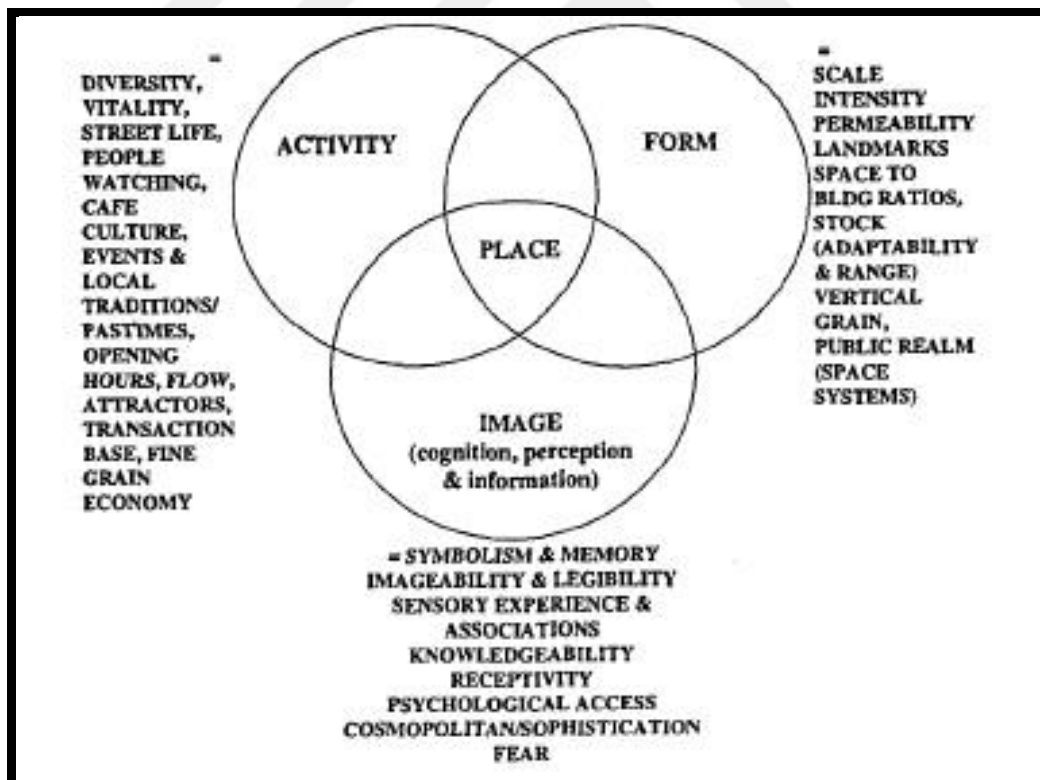 =
DIVERSITY,
VITALITY,
STREET LIFE,
PEOPLE
WATCHING,
CAFE
CULTURE,
EVENTS &
LOCAL
TRADITIONS/
PASTIMES,
OPENING
HOURS, FLOW,
ATTRACTORS,
TRANSACTION
BASE, FINE
GRAIN
ECONOMY
ACTIVITY
FORM
PLACE
IMAGE
(cognition, perception
& information)
=
SCALE
INTENSITY
PERMEABILITY
LANDMARKS
SPACE TO
BLDG RATIOS,
STOCK
(ADAPTABILITY
& RANGE)
VERTICAL
GRAIN,
PUBLIC REALM
(SPACE
SYSTEMS)
= SYMBOLISM & MEMORY
IMAGEABILITY & LEGIBILITY
SENSORY EXPERIENCE &
ASSOCIATIONS
KNOWLEDGEABILITY
RECEPTIVITY
PSYCHOLOGICAL ACCESS
COSMOPOLITAN/SOPHISTICATION
FEAR